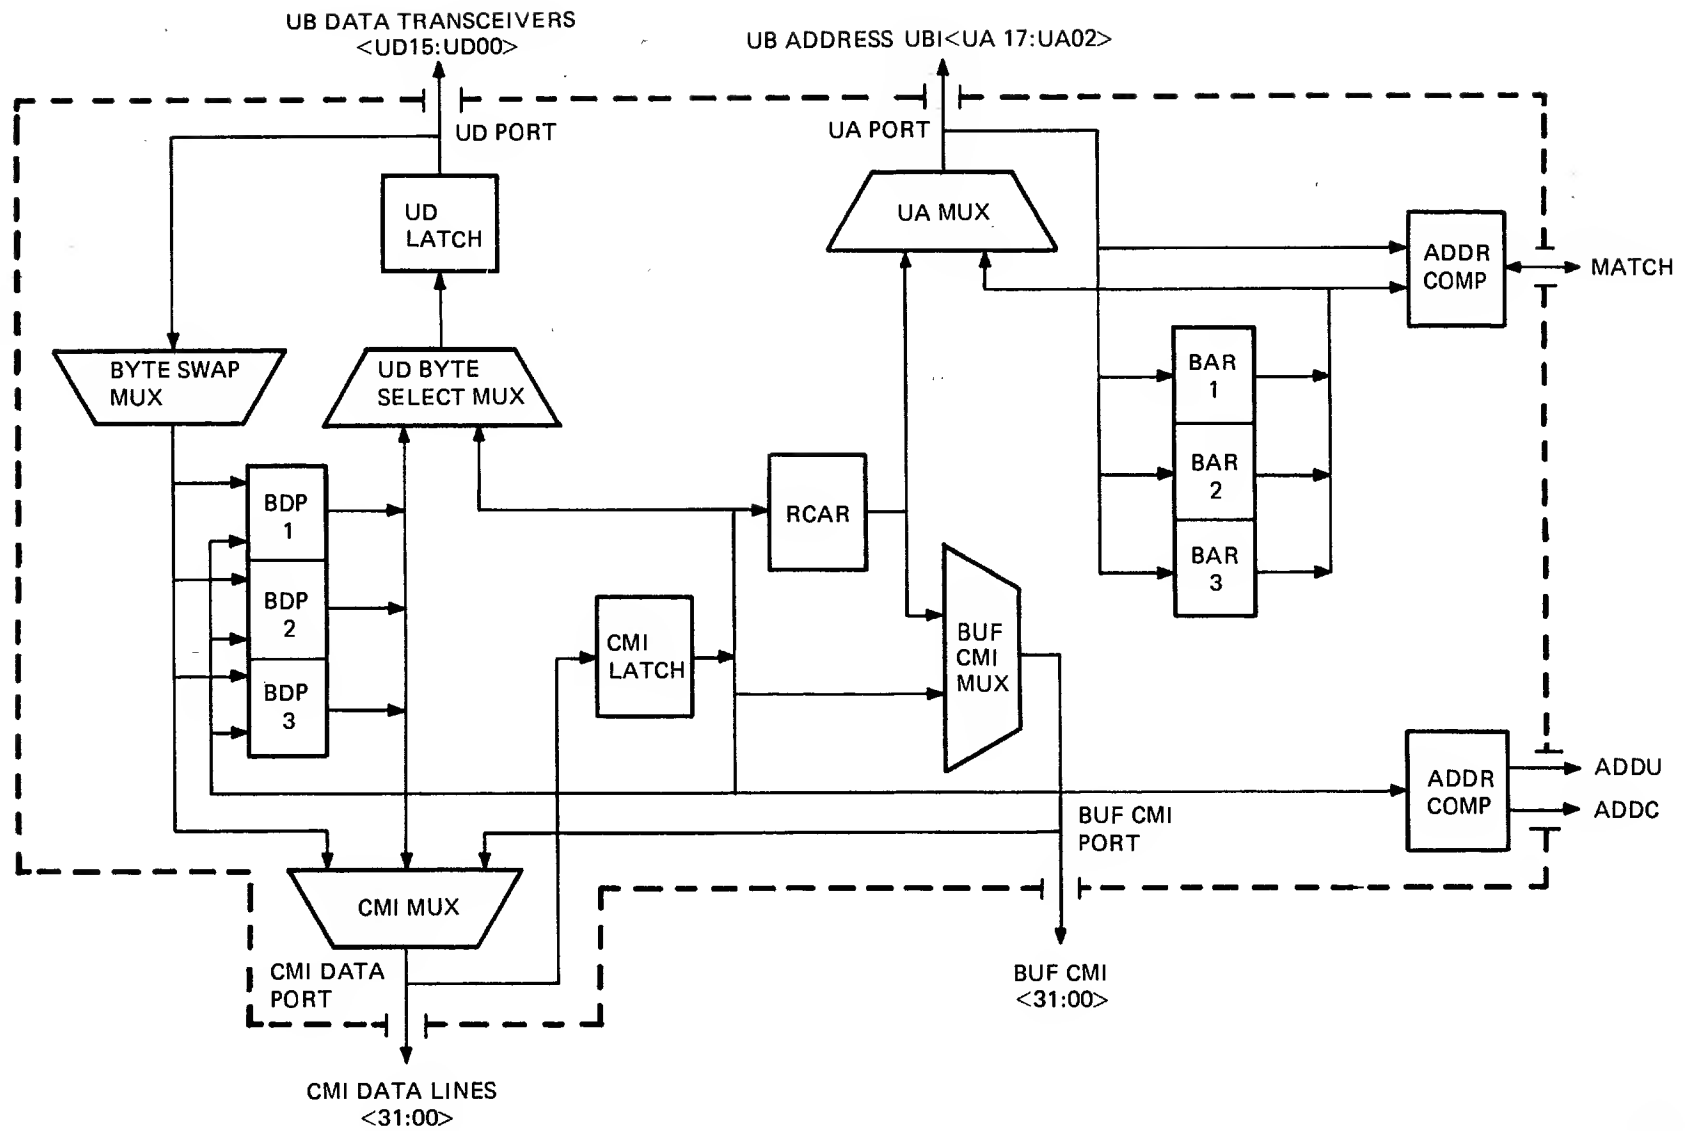 UB DATA TRANSCEIVERS
<UD15:UD00>
UB ADDRESS UBI<UA 17:UA02>
UD PORT
UA PORT
UD
LATCH
UA MUX
ADDR
COMP
MATCH
BYTE SWAP
MUX
UD BYTE
SELECT MUX
BAR
1
BAR
2
BAR
3
BDP
1
BDP
2
BDP
3
RCAR
CMI
LATCH
BUF
CMI
MUX
ADDR
COMP
ADDU
ADDC
BUF CMI
PORT
CMI MUX
CMI DATA
PORT
BUF CMI
<31:00>
CMI DATA LINES
<31:00>